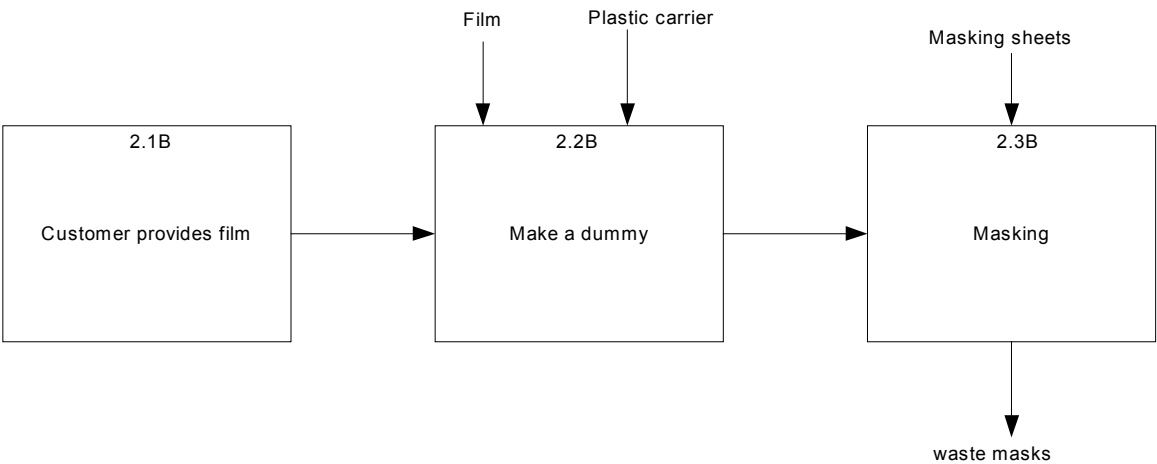 Film
Plastic carrier
Masking sheets
2.1B
2.2B
2.3B
Customer provides film
Make a dummy
Masking
waste masks